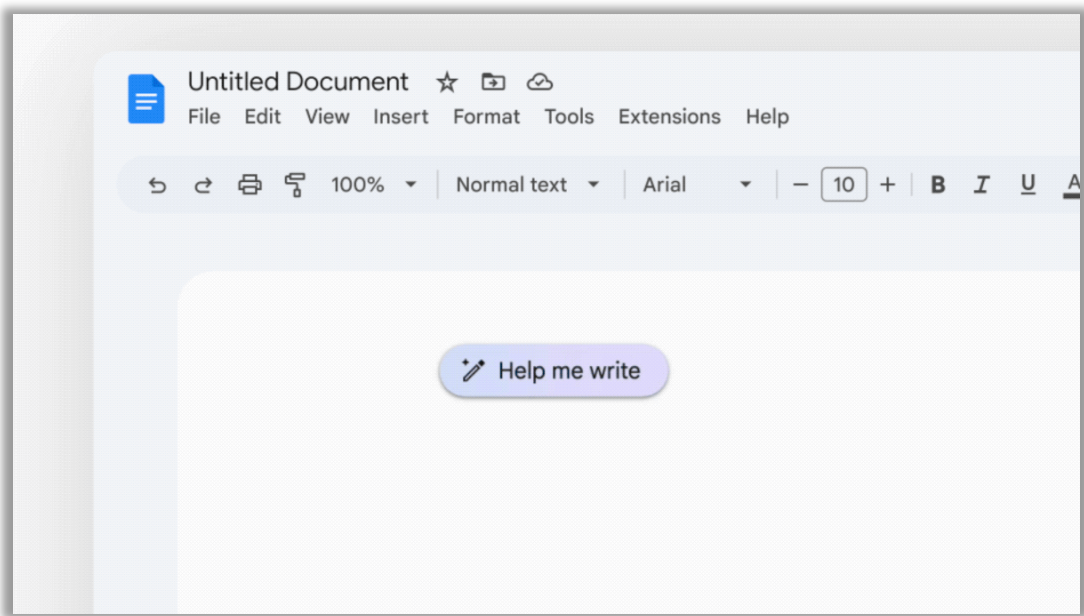 Untitled Document
File Edit View Insert Format Tools Extensions Help
100% Normal text Arial − 10 + B I U A
Help me write